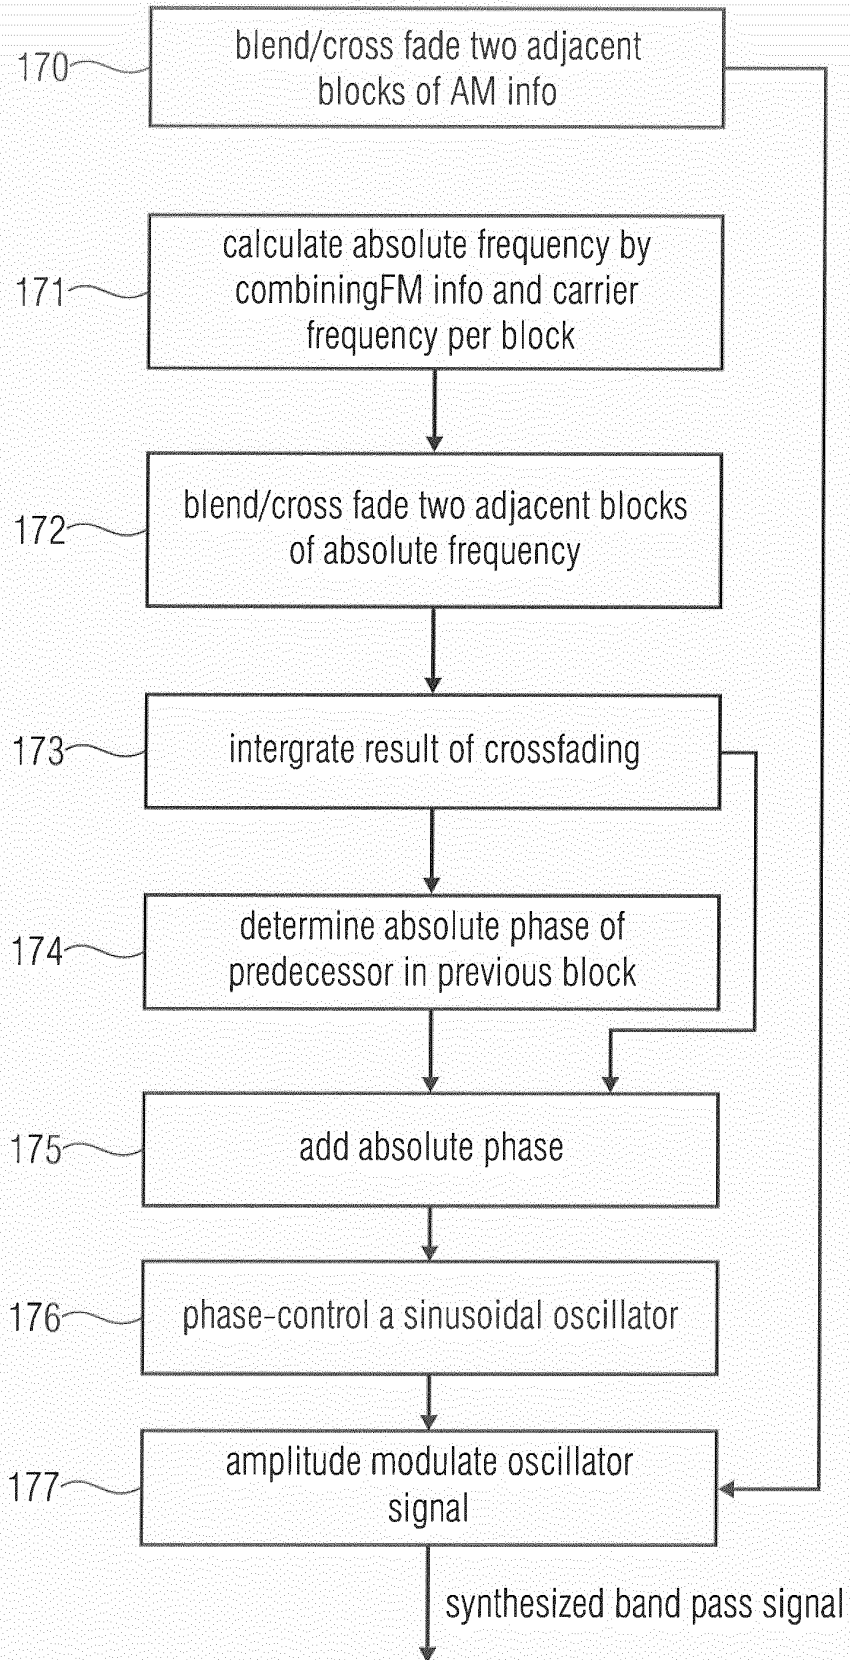 170
blend/cross fade two adjacent
blocks of AM info
171
calculate absolute frequency by
combiningFM info and carrier
frequency per block
172
blend/cross fade two adjacent blocks
of absolute frequency
173
intergrate result of crossfading
174
determine absolute phase of
predecessor in previous block
175
add absolute phase
176
phase-control a sinusoidal oscillator
177
amplitude modulate oscillator
signal
synthesized band pass signal